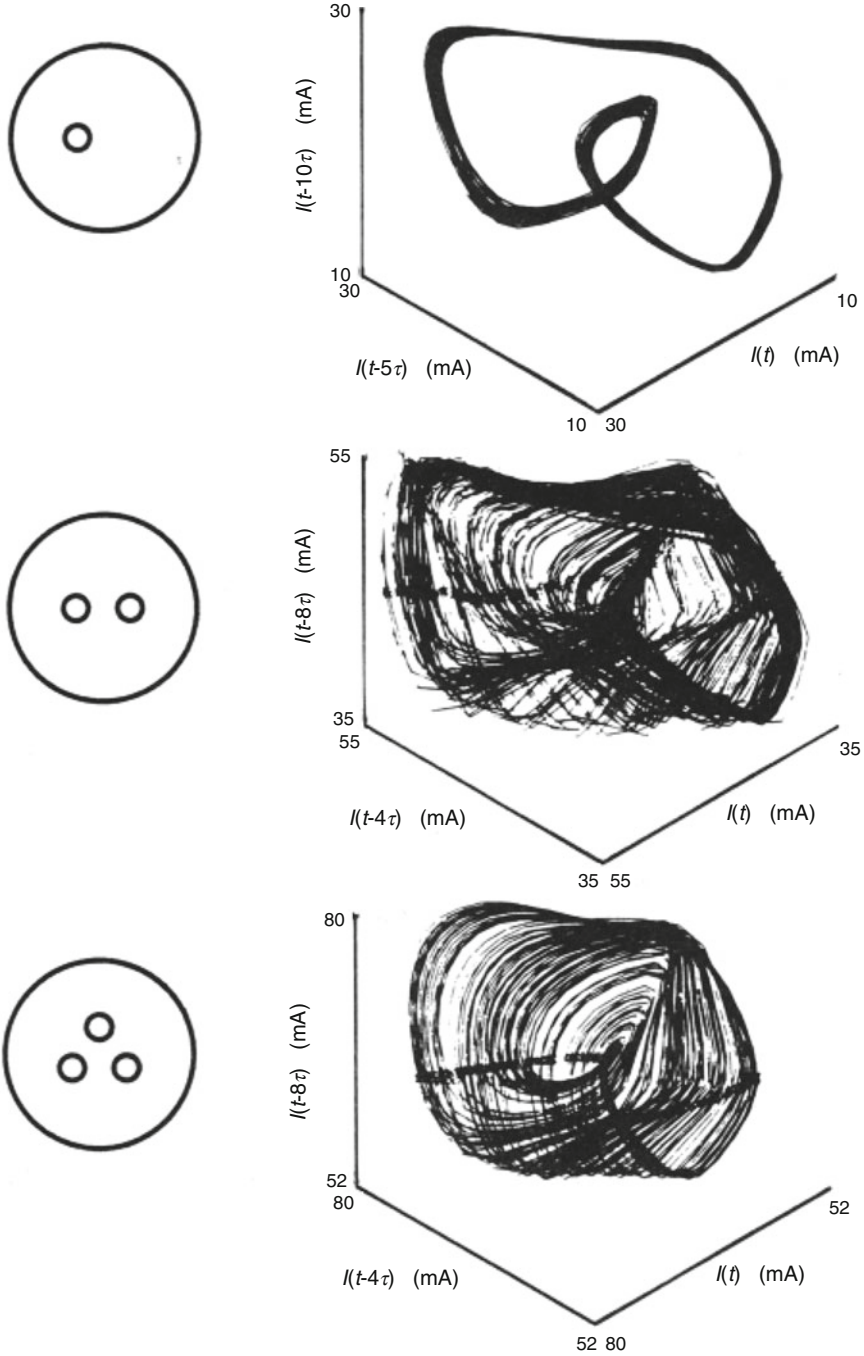 30
I(t-10τ) (mA)
10
30
I(t-5τ) (mA)
10 30
I(t) (mA)
10
55
I(t-8τ) (mA)
35
55
I(t-4τ) (mA)
35 55
I(t) (mA)
35
80
I(t-8τ) (mA)
52
80
I(t-4τ) (mA)
52 80
I(t) (mA)
52